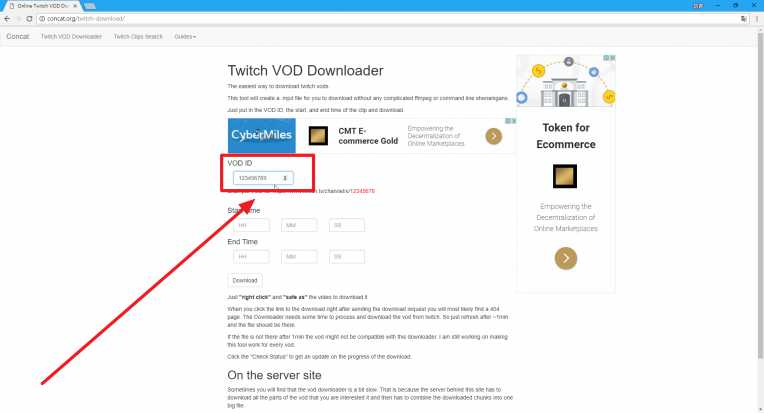 Online Twitch VOD Do
concat.org/twitch-download/
Concat Twitch VOD Downloader Twitch Clips Search Guides
Twitch VOD Downloader
The easiest way to download twitch vods.
This tool will create a .mp4 file for you to download without any complicated ffmpeg or command line shenanigans.
Just put in the VOD ID, the start, and end time of the clip and download.
CyberMiles
CMT E-commerce Gold
Empowering the
Decentralization of
Online Marketplaces
VOD ID
123456789
12345678
Start Time
HH MM SS
End Time
HH MM SS
Download
Just "right click" and "safe as" the video to download it
When you click the link to the download right after sending the download request you will most likely find a 404
page. The Downloader needs some time to process and download the vod from twitch. So just refresh after ~1min
and the file should be there.
If the file is not there after 1min the vod might not be compatible with this downloader. I am still working on making
this tool work for every vod.
Click the "Check Status" to get an update on the progress of the download.
On the server site
Sometimes you will find that the vod downloader is a bit slow. That is because the server behind this site has to
download all the parts of the vod that you are interested it and then has to combine the downloaded chunks into one
big file.
Token for
Ecommerce
Empowering the
Decentralization of
Online Marketplaces